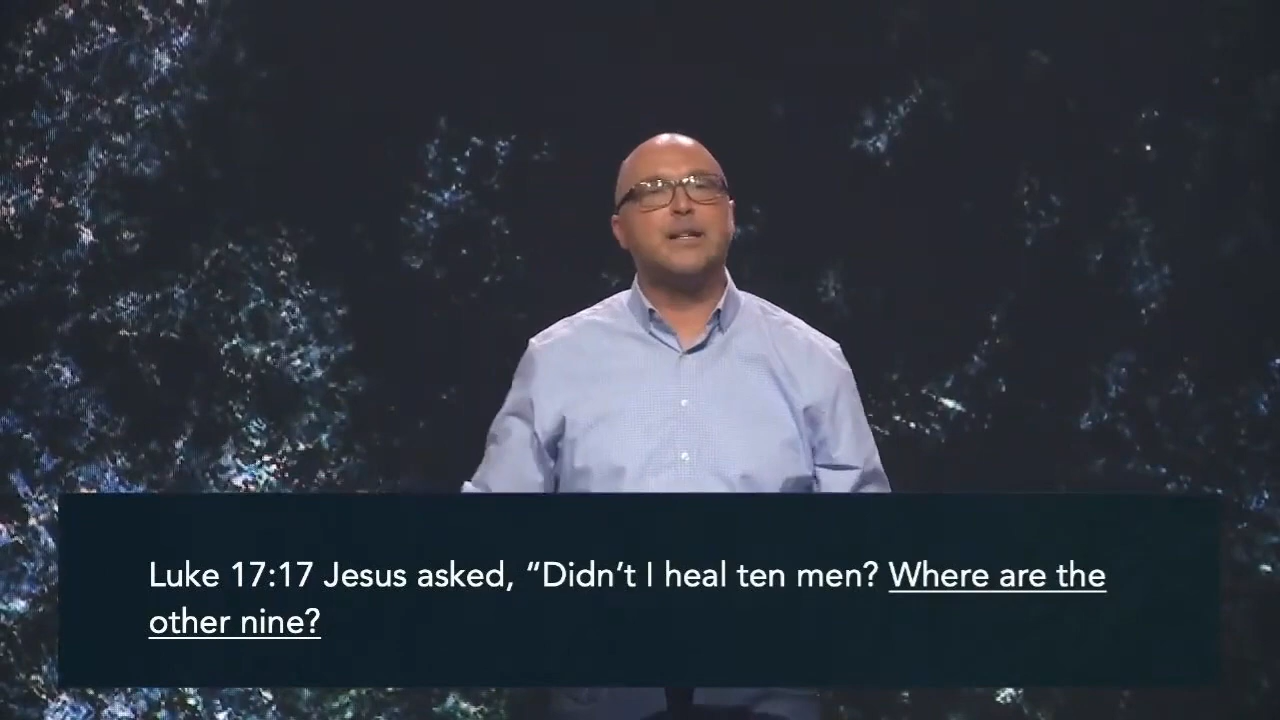 Luke 17:17 Jesus asked, “Didn’t I heal ten men? Where are the
other nine?